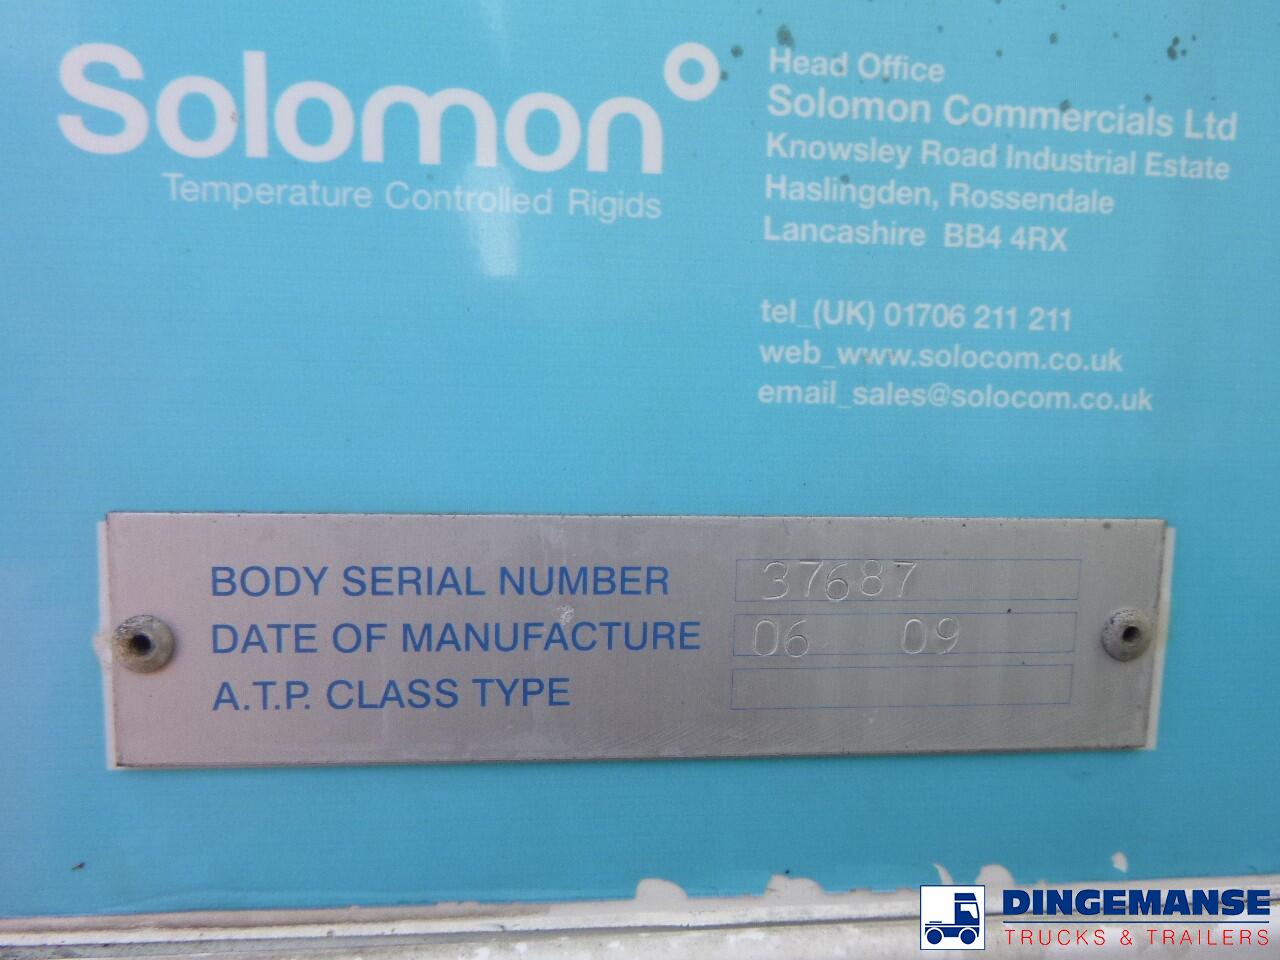 Solomon°
Temperature Controlled Rigids
Head Office
Solomon Commercials Ltd
Knowsley Road Industrial Estate
Haslingden, Rossendale
Lancashire BB4 4RX
tel_(UK) 01706 211 211
web_www.solocom.co.uk
email_sales@solocom.co.uk
BODY SERIAL NUMBER 37687
DATE OF MANUFACTURE 06 09
A.T.P. CLASS TYPE
DINGEMANSE
TRUCKS & TRAILERS